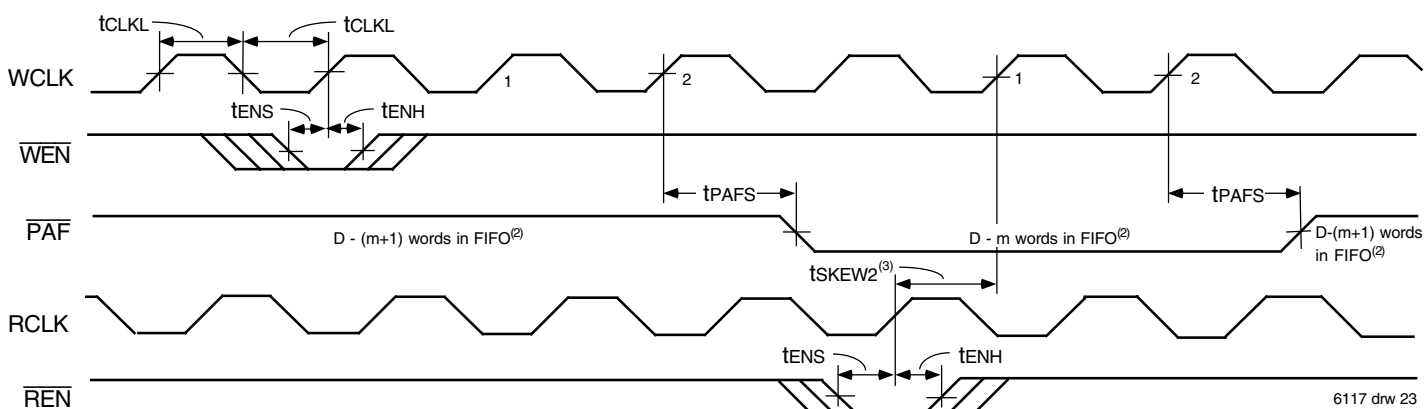 tCLKL tCLKL
WCLK 1 2 1 2
tENS tENH
WEN
tPAFS tPAFS
PAF
D - (m+1) words in FIFO(2) D - m words in FIFO(2) D-(m+1) words
in FIFO(2)
tSKEW2(3)
RCLK
tENS tENH
REN
6117 drw 23